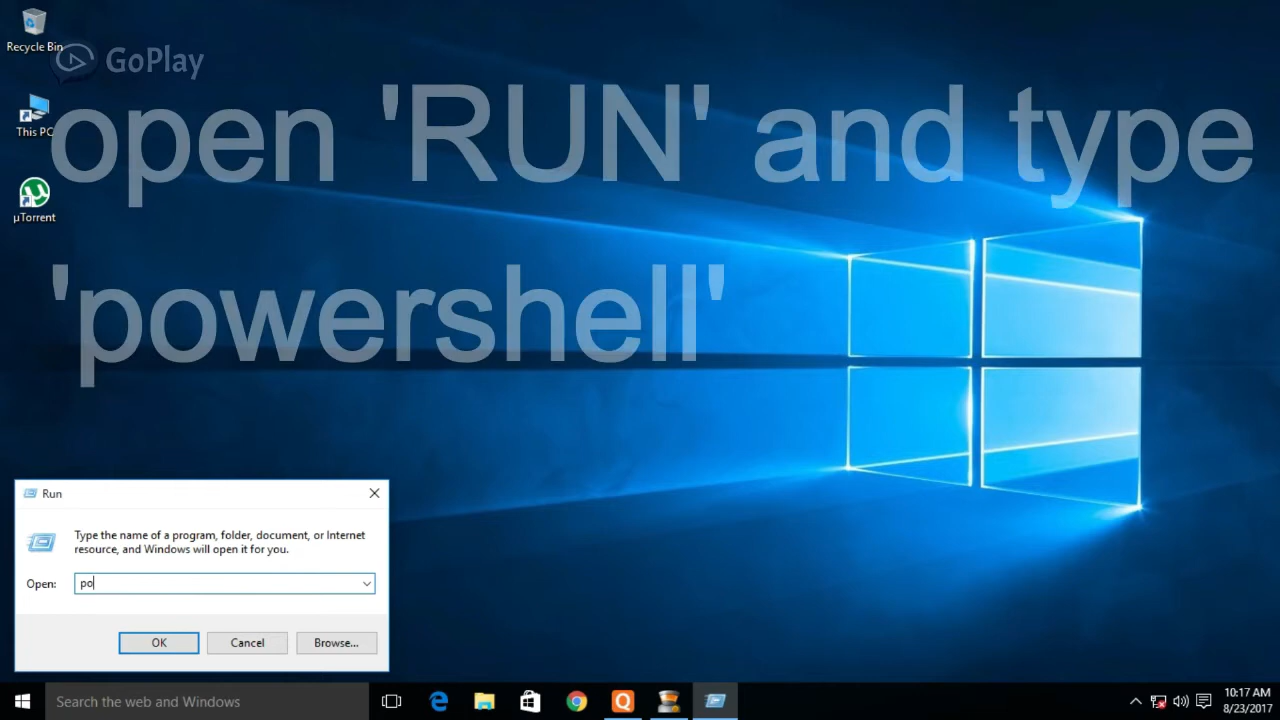 Recycle Bin
GoPlay
open 'RUN' and type
This PC
'powershell'
µTorrent
Run
Type the name of a program, folder, document, or Internet
resource, and Windows will open it for you.
Open:
po
OK
Cancel
Browse...
Search the web and Windows
10:17 AM
8/23/2017